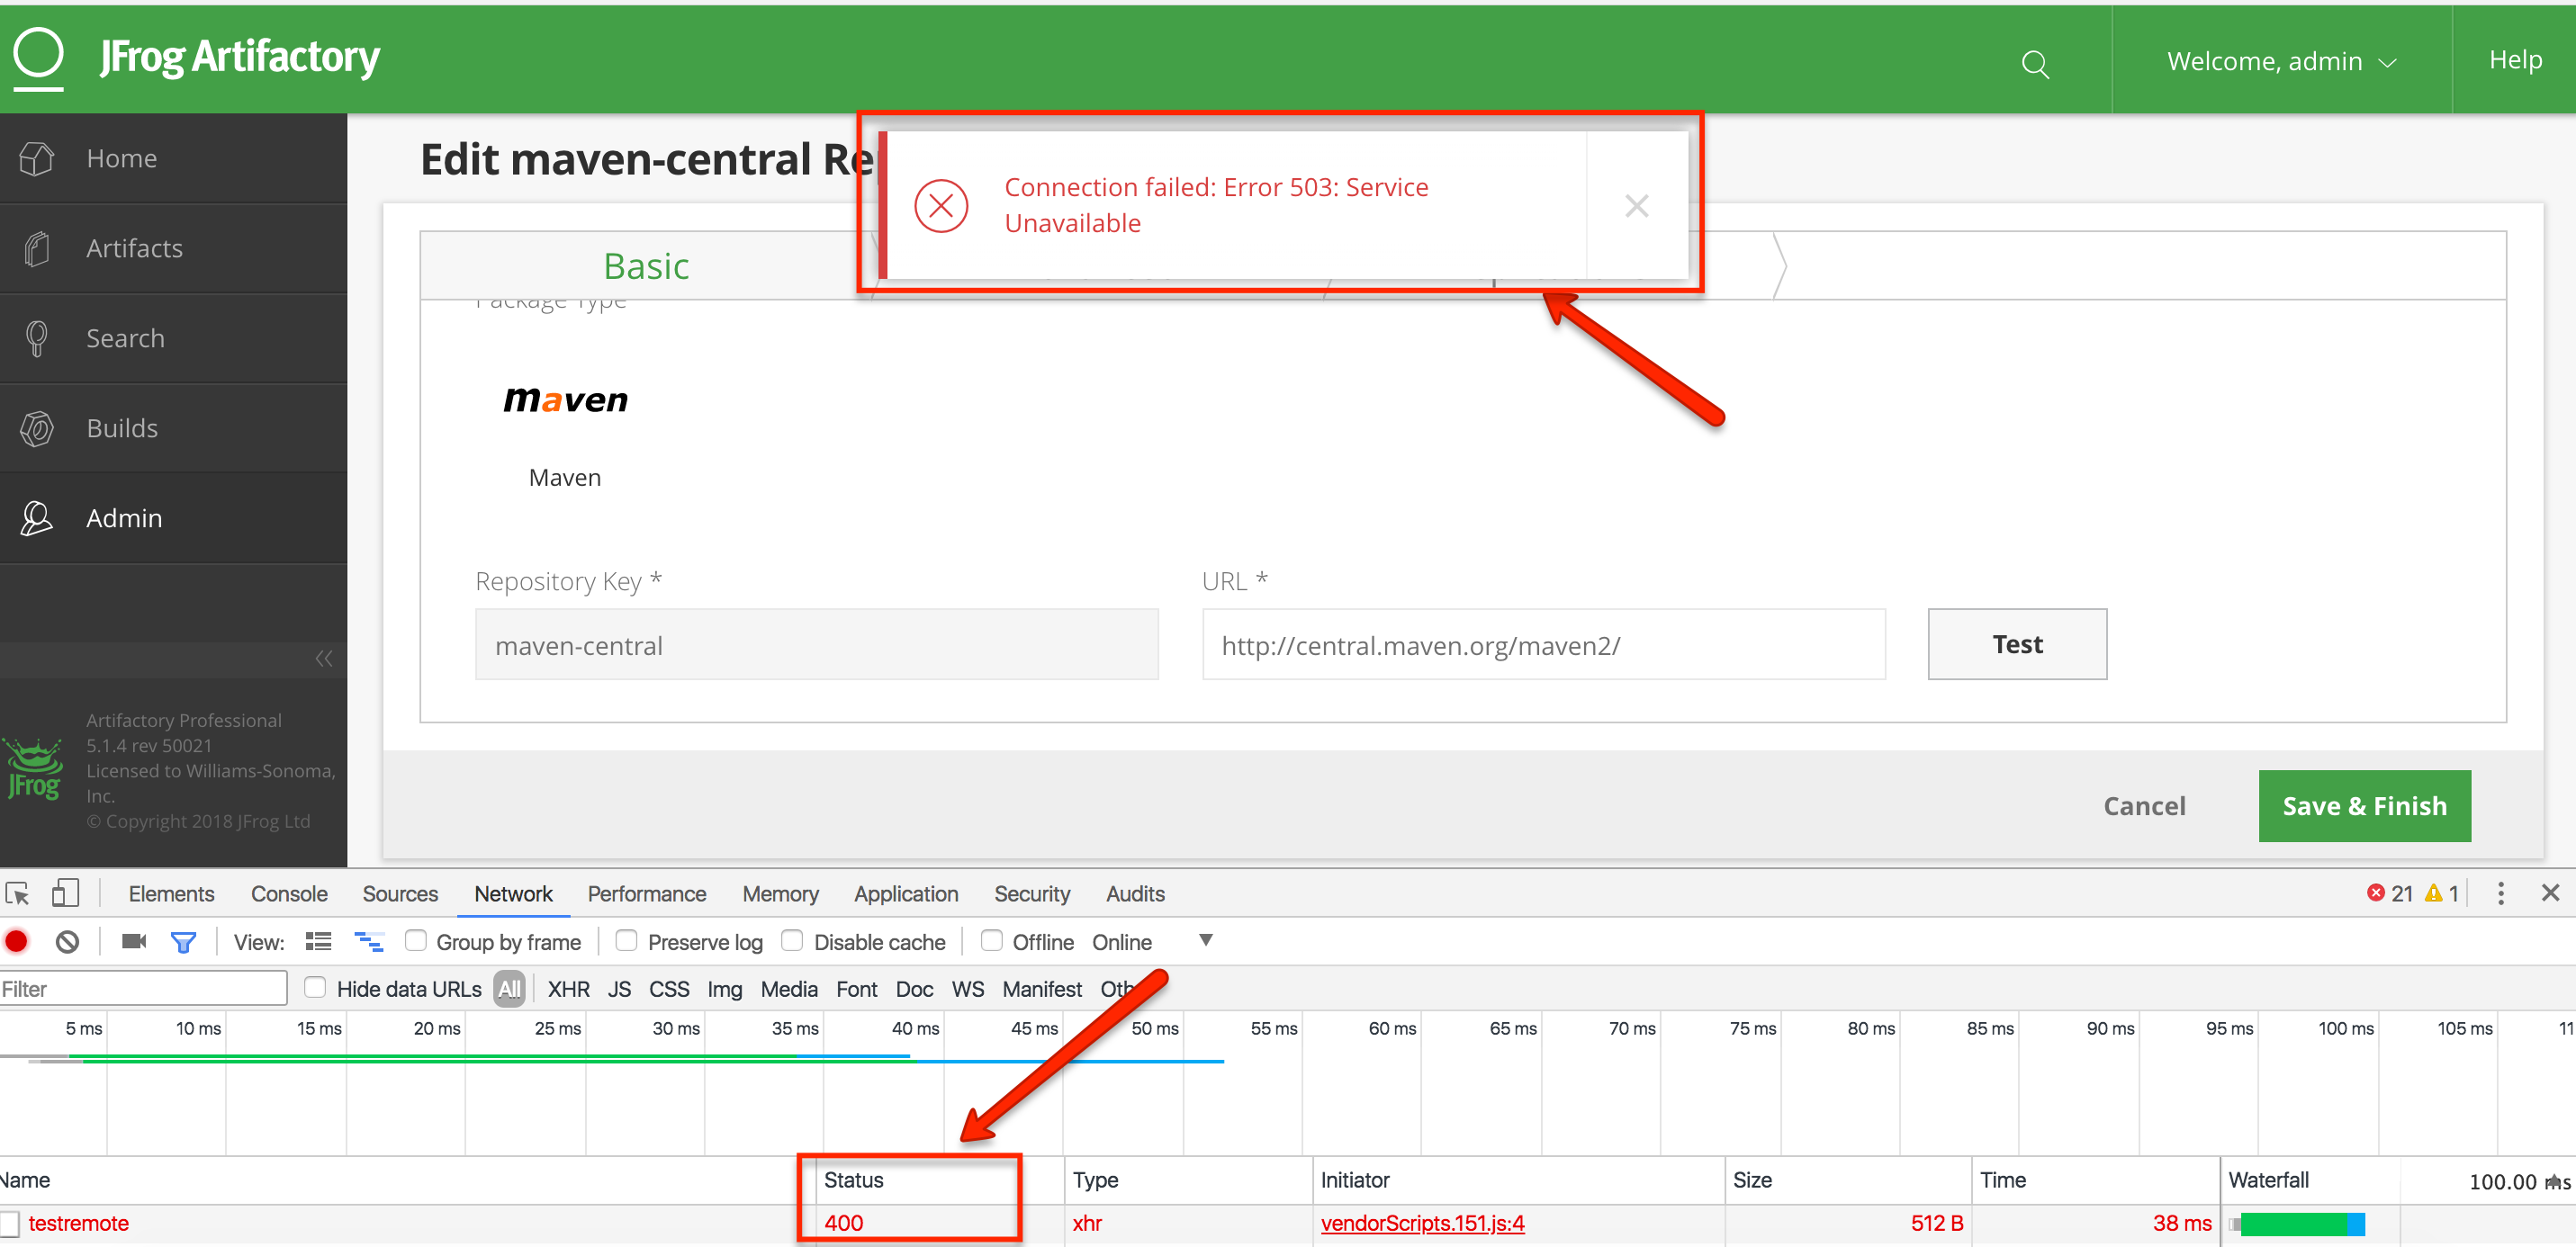 JFrog Artifactory
Welcome, admin
Help
Home
Artifacts
Search
Builds
Admin
Artifactory Professional
5.1.4 rev 50021
Licensed to Williams-Sonoma,
Inc.
© Copyright 2018 JFrog Ltd
JFrog
Edit maven-central Re
Connection failed: Error 503: Service
Unavailable
Basic
Package Type
maven
Maven
Repository Key *
URL *
maven-central
http://central.maven.org/maven2/
Test
Cancel
Save & Finish
Elements Console Sources Network Performance Memory Application Security Audits
21 1
View: Group by frame Preserve log Disable cache Offline Online
Filter Hide data URLs All XHR JS CSS Img Media Font Doc WS Manifest Oth
5 ms 10 ms 15 ms 20 ms 25 ms 30 ms 35 ms 40 ms 45 ms 50 ms 55 ms 60 ms 65 ms 70 ms 75 ms 80 ms 85 ms 90 ms 95 ms 100 ms 105 ms 11
Name Status Type Initiator Size Time Waterfall 100.00 ms
testremote 400 xhr vendorScripts.151.js:4 512 B 38 ms